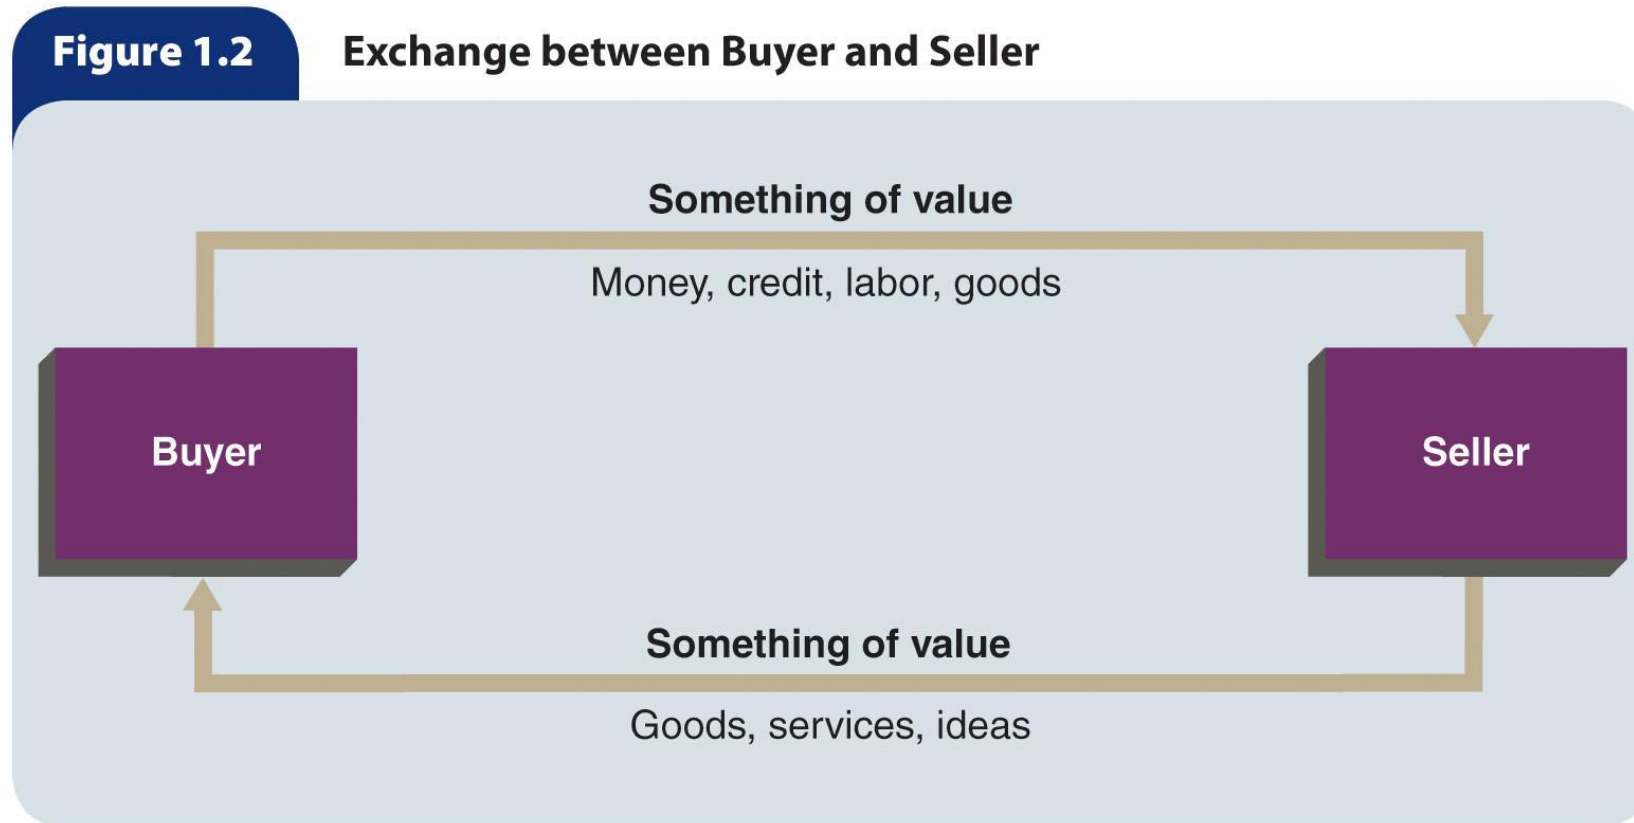 Figure 1.2 Exchange between Buyer and Seller
Something of value
Money, credit, labor, goods
Buyer
Seller
Something of value
Goods, services, ideas